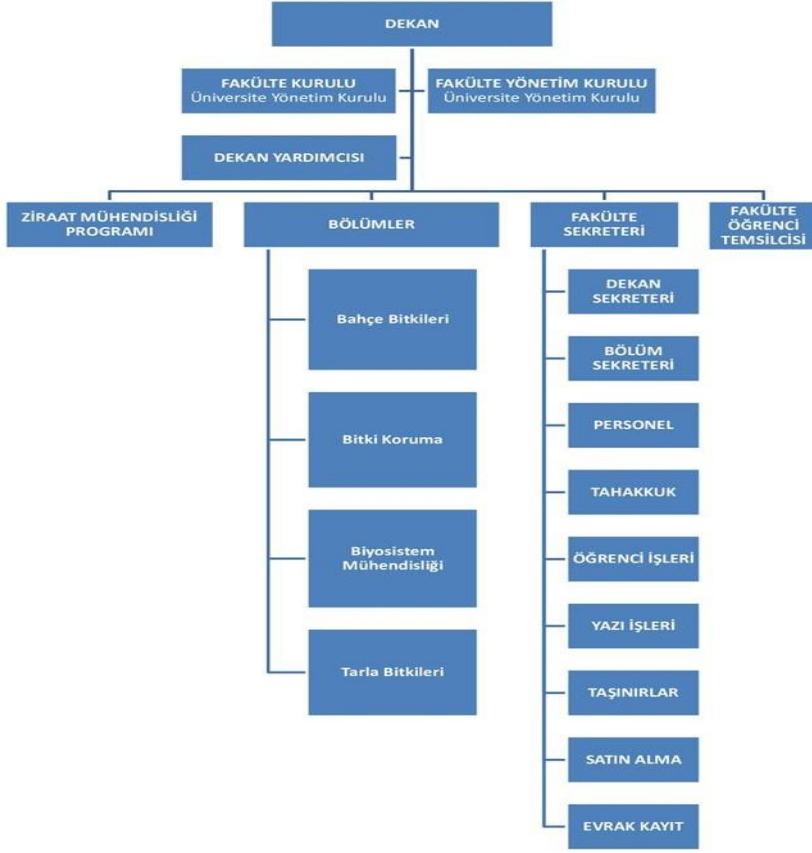 DEKAN
FAKÜLTE KURULU
Üniversite Yönetim Kurulu
FAKÜLTE YÖNETİM KURULU
Üniversite Yönetim Kurulu
DEKAN YARDIMCISI
ZİRAAT MÜHENDİSLİĞİ
PROGRAMI
BÖLÜMLER
Bahçe Bitkileri
Bitki Koruma
Biyosistem
Mühendisliği
Tarla Bitkileri
FAKÜLTE
SEKRETERİ
DEKAN
SEKRETERİ
BÖLÜM
SEKRETERİ
PERSONEL
TAHAKKUK
ÖĞRENCİ İŞLERİ
YAZI İŞLERİ
TAŞINIRLAR
SATIN ALMA
EVRAK KAYIT
FAKÜLTE
ÖĞRENCİ
TEMSİLCİSİ